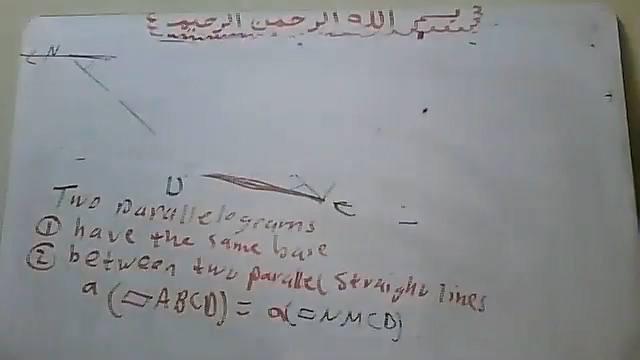 بسم الله الرحمن الرحيم
N
D
C
Two parallelograms
① have the same base
② between two parallel straight lines
a (▱ABCD) = a(▱NMCD)